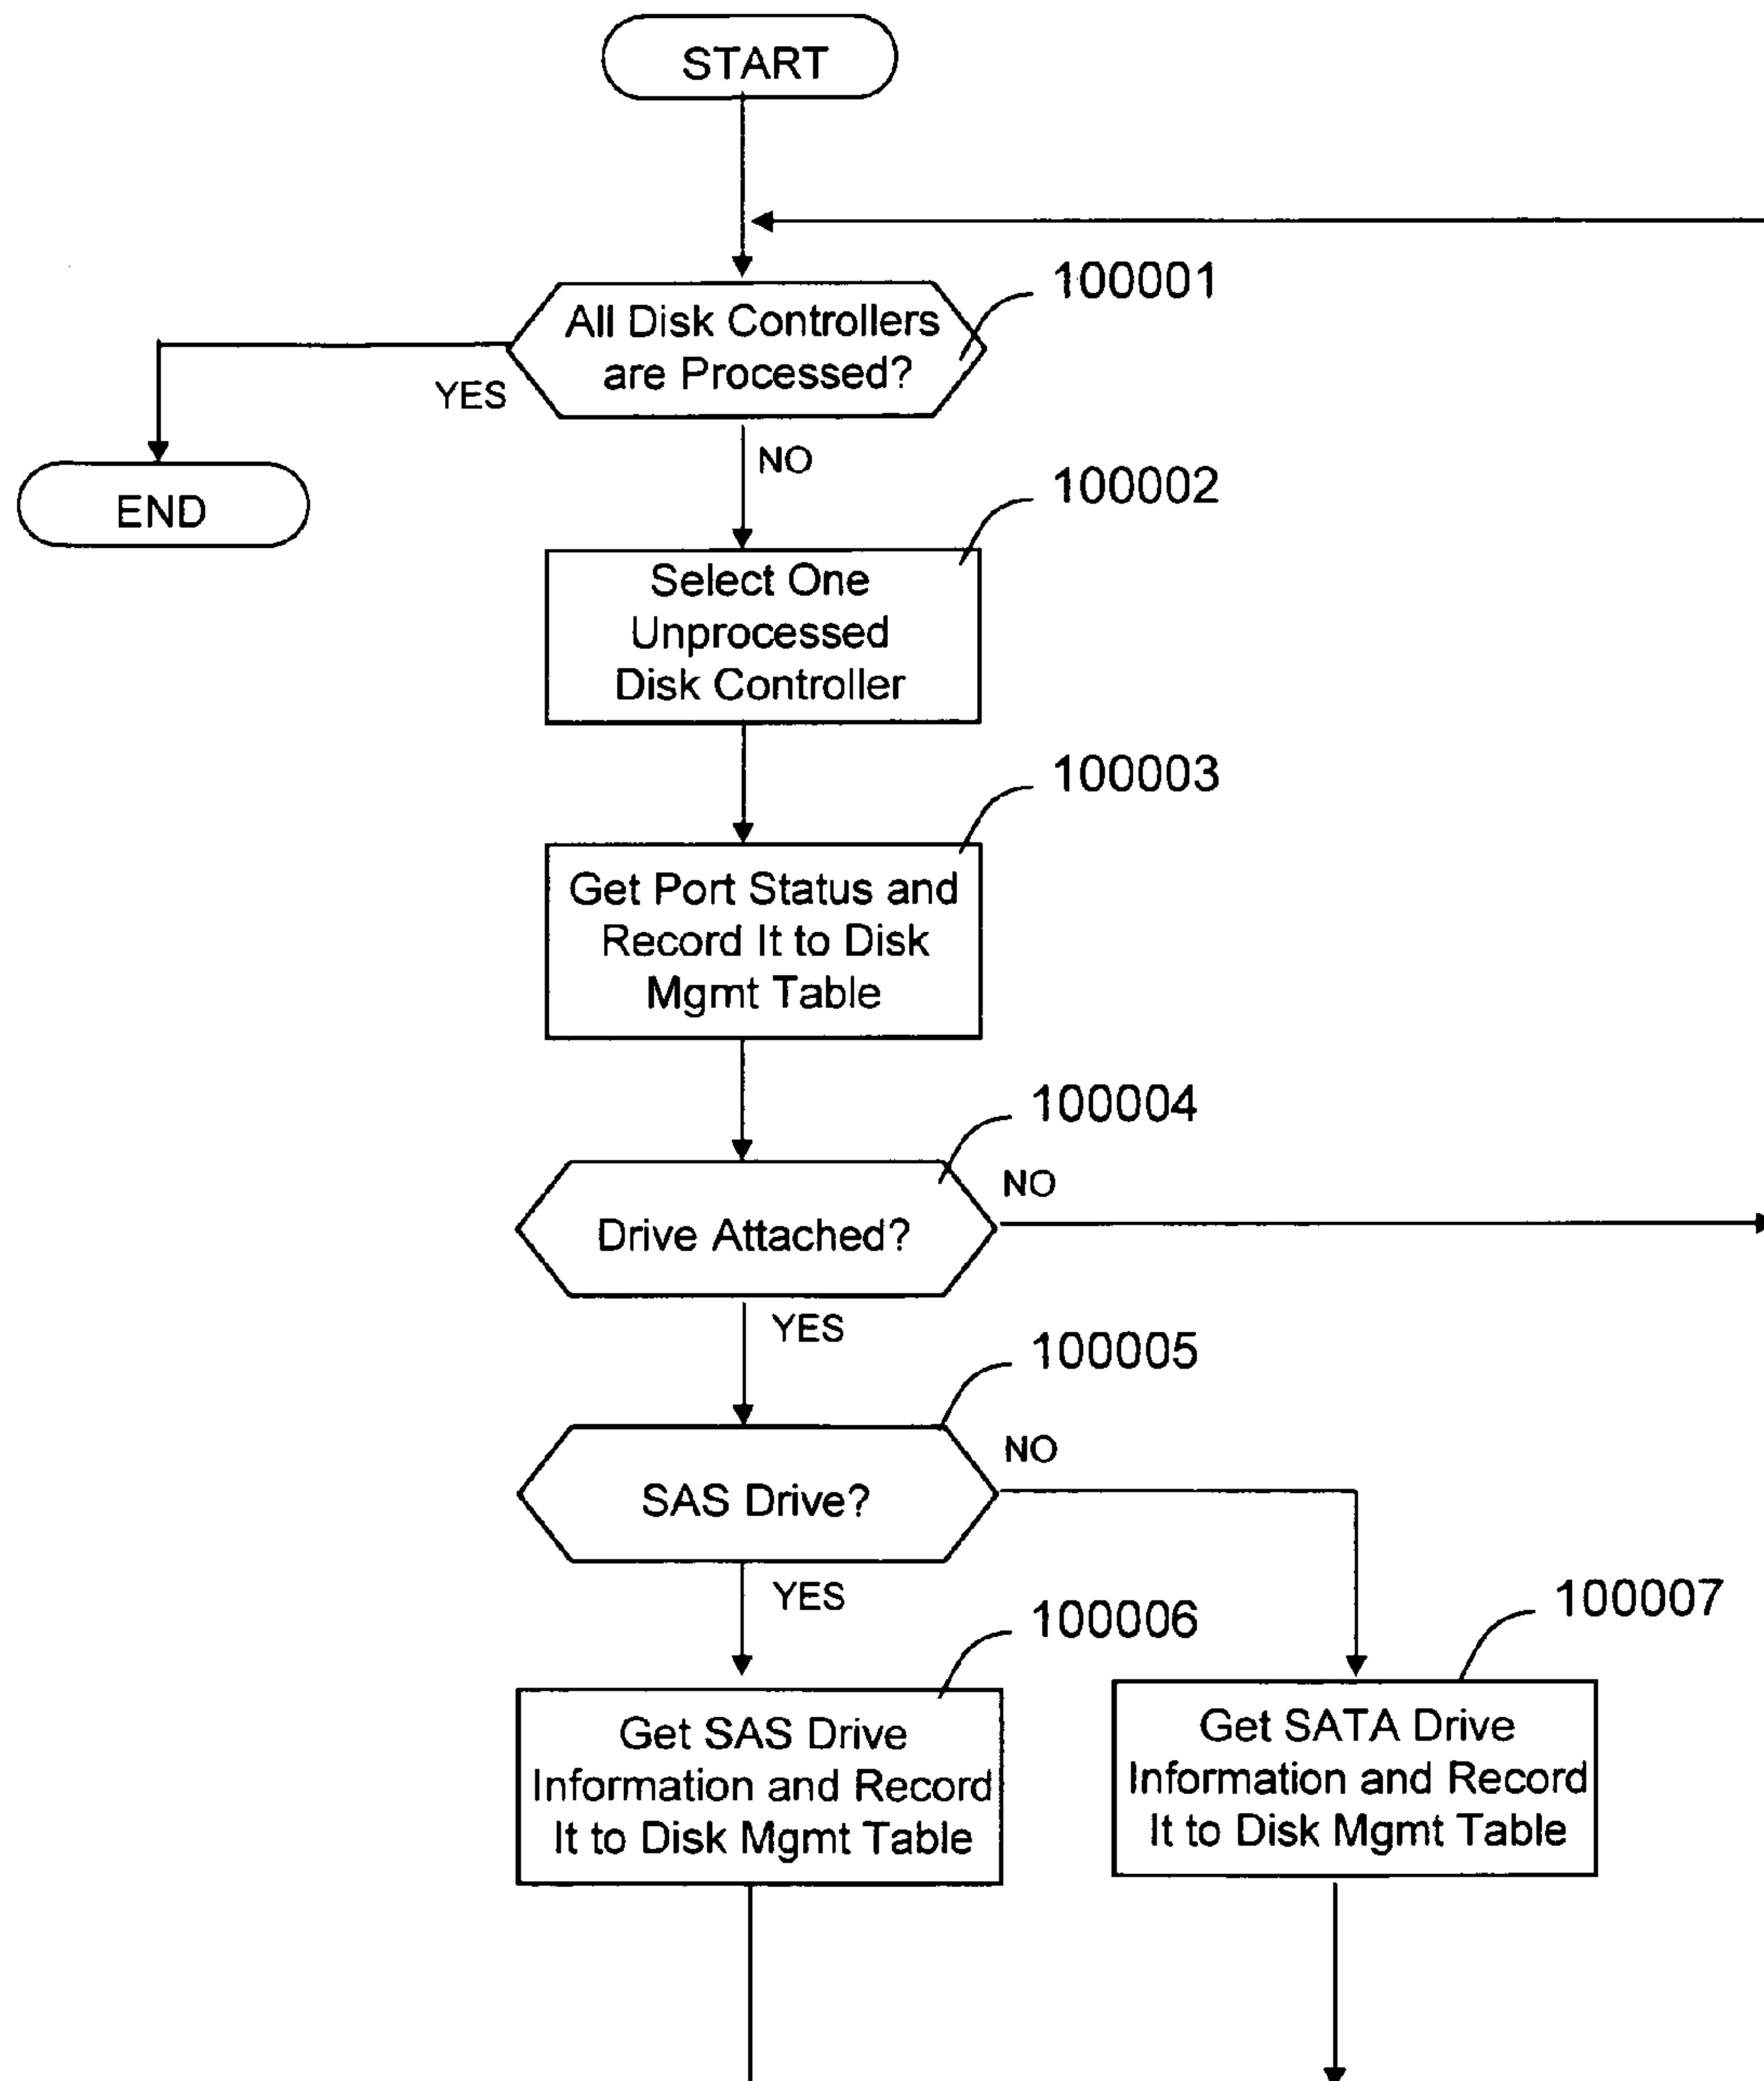 START
100001
All Disk Controllers
are Processed?
YES
NO
END
100002
Select One
Unprocessed
Disk Controller
100003
Get Port Status and
Record It to Disk
Mgmt Table
100004
NO
Drive Attached?
YES
100005
NO
SAS Drive?
YES
100006
100007
Get SAS Drive
Information and Record
It to Disk Mgmt Table
Get SATA Drive
Information and Record
It to Disk Mgmt Table